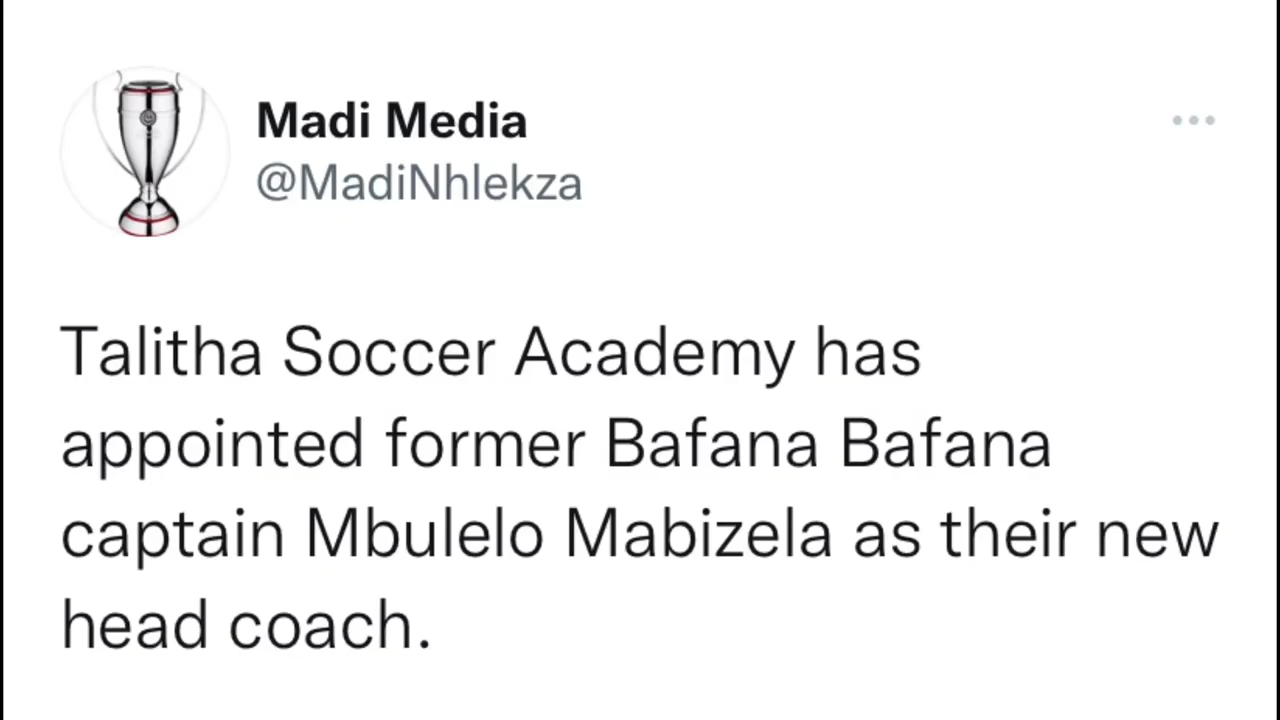 Madi Media
@MadiNhlekza
Talitha Soccer Academy has
appointed former Bafana Bafana
captain Mbulelo Mabizela as their new
head coach.